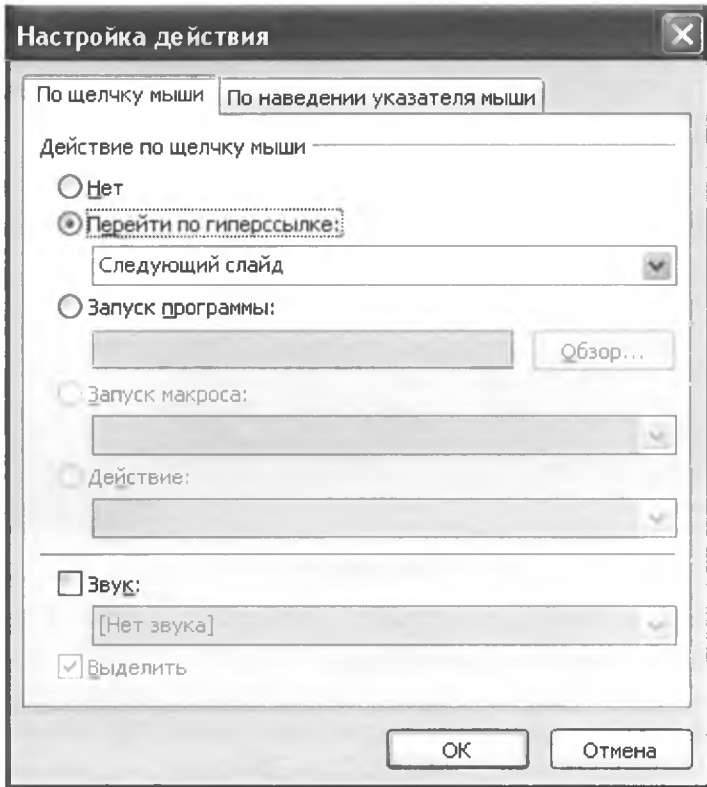 Настройка действия
По щелчку мыши
По наведении указателя мыши
Действие по щелчку мыши
Нет
Перейти по гиперссылке:
Следующий слайд
Запуск программы:
Обзор...
Запуск макроса:
Действие:
Звук:
[Нет звука]
Выделить
ОК
Отмена